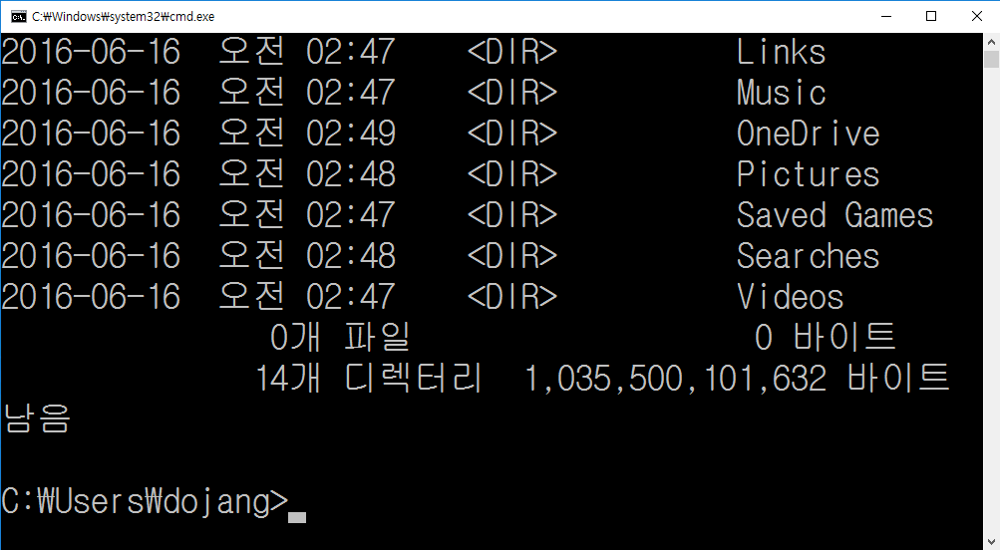 C:₩Windows₩system32₩cmd.exe
2016-06-16  오전 02:47    <DIR>          Links
2016-06-16  오전 02:47    <DIR>          Music
2016-06-16  오전 02:49    <DIR>          OneDrive
2016-06-16  오전 02:48    <DIR>          Pictures
2016-06-16  오전 02:47    <DIR>          Saved Games
2016-06-16  오전 02:48    <DIR>          Searches
2016-06-16  오전 02:47    <DIR>          Videos
0개 파일                   0 바이트
14개 디렉터리  1,035,500,101,632 바이트
남음
C:₩Users₩dojang>